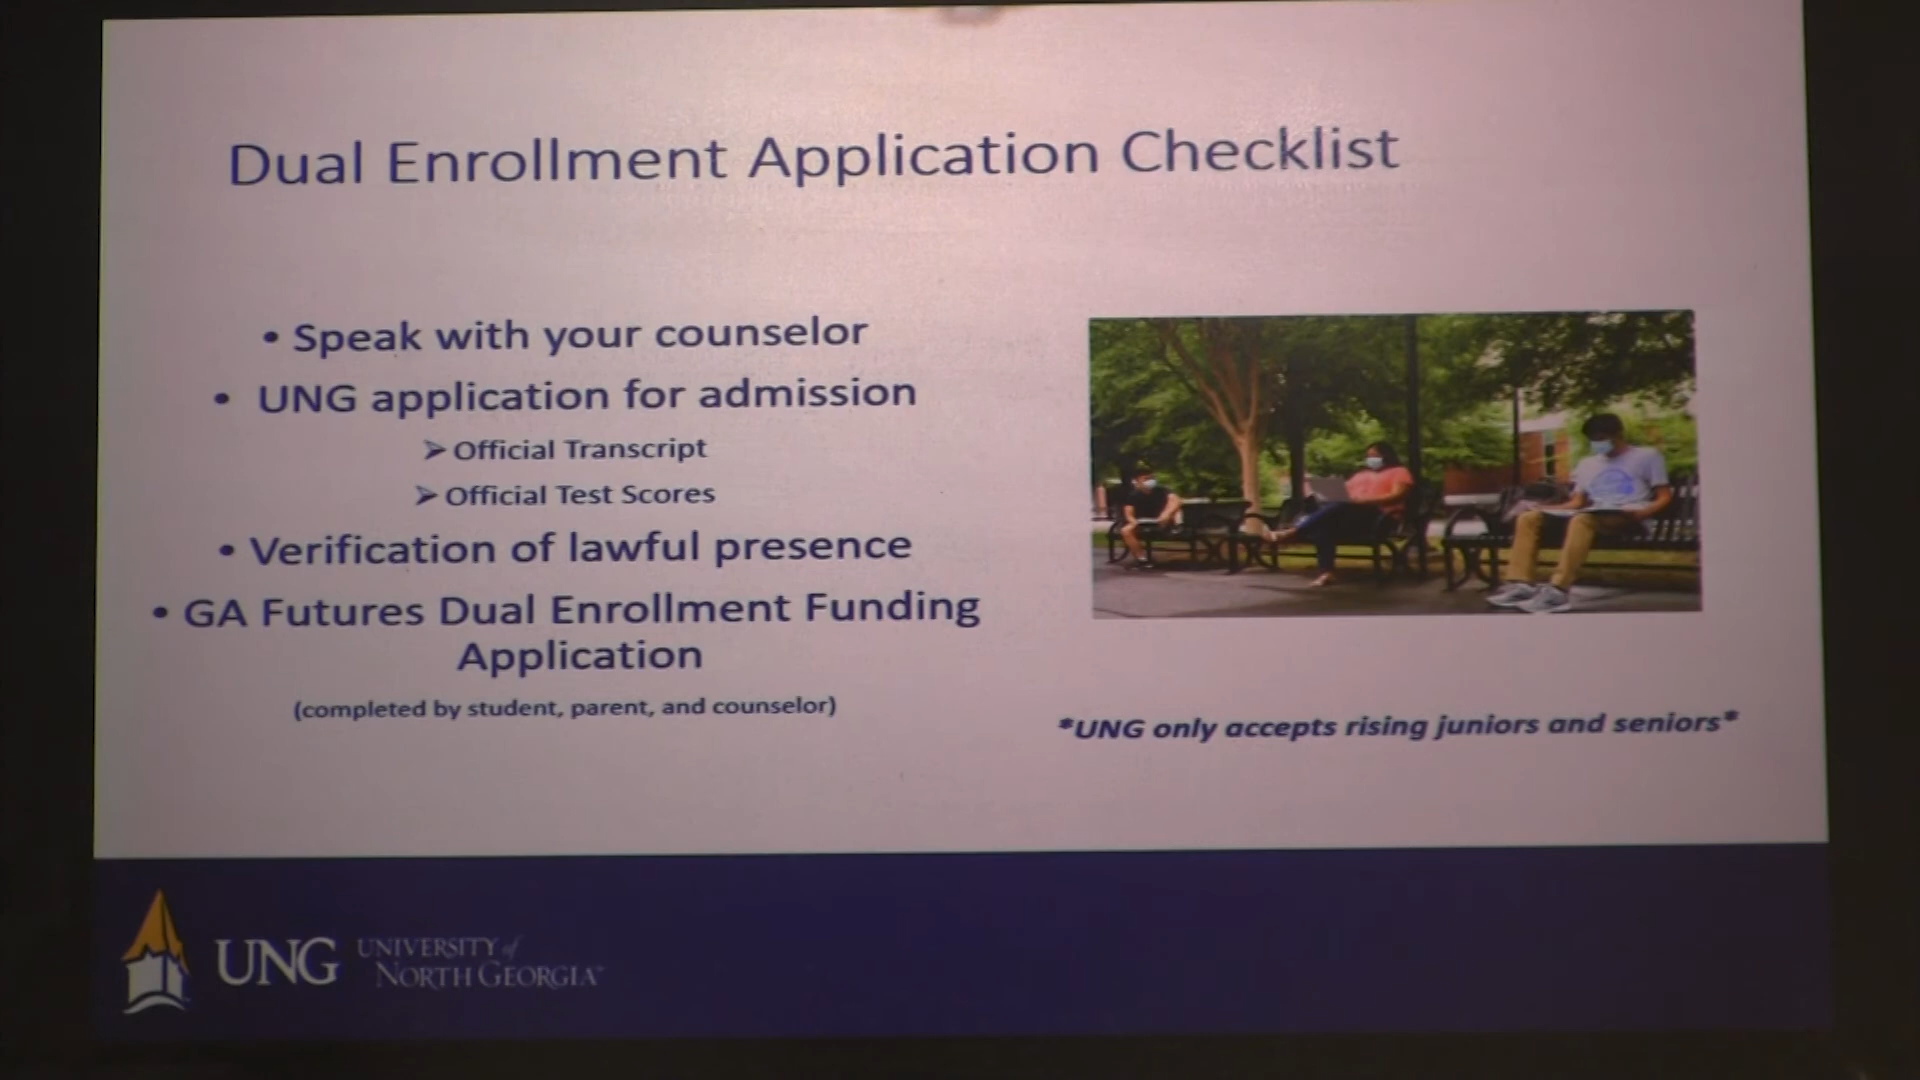 Dual Enrollment Application Checklist
• Speak with your counselor
• UNG application for admission
➢ Official Transcript
➢ Official Test Scores
• Verification of lawful presence
• GA Futures Dual Enrollment Funding
Application
(completed by student, parent, and counselor)
*UNG only accepts rising juniors and seniors*
UNG UNIVERSITY of
NORTH GEORGIA